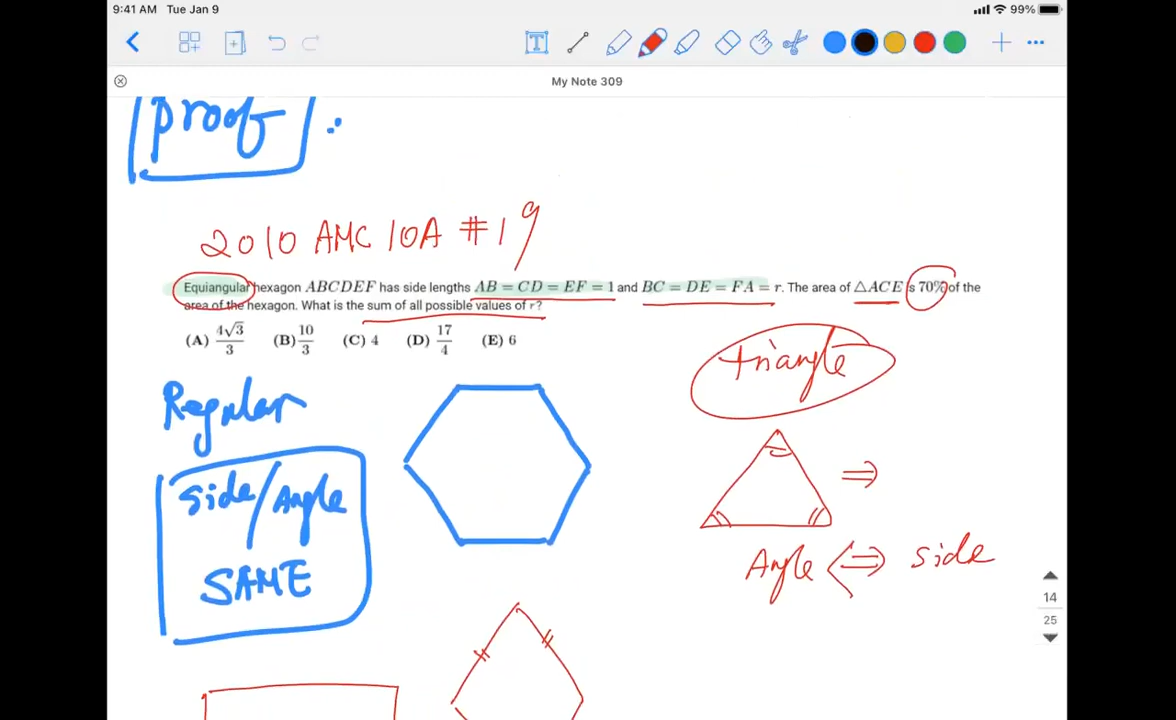 9:41 AM Tue Jan 9
99%
My Note 309
proof :
2010 AMC 10A #19
Equiangular hexagon ABCDEF has side lengths AB = CD = EF = 1 and BC = DE = FA = r. The area of △ACE is 70% of the
area of the hexagon. What is the sum of all possible values of r?
(A) 4√3/3 (B) 10/3 (C) 4 (D) 17/4 (E) 6
triangle
Regular
Side/Angle
SAME
⇒
Angle ⇔ side
14
25